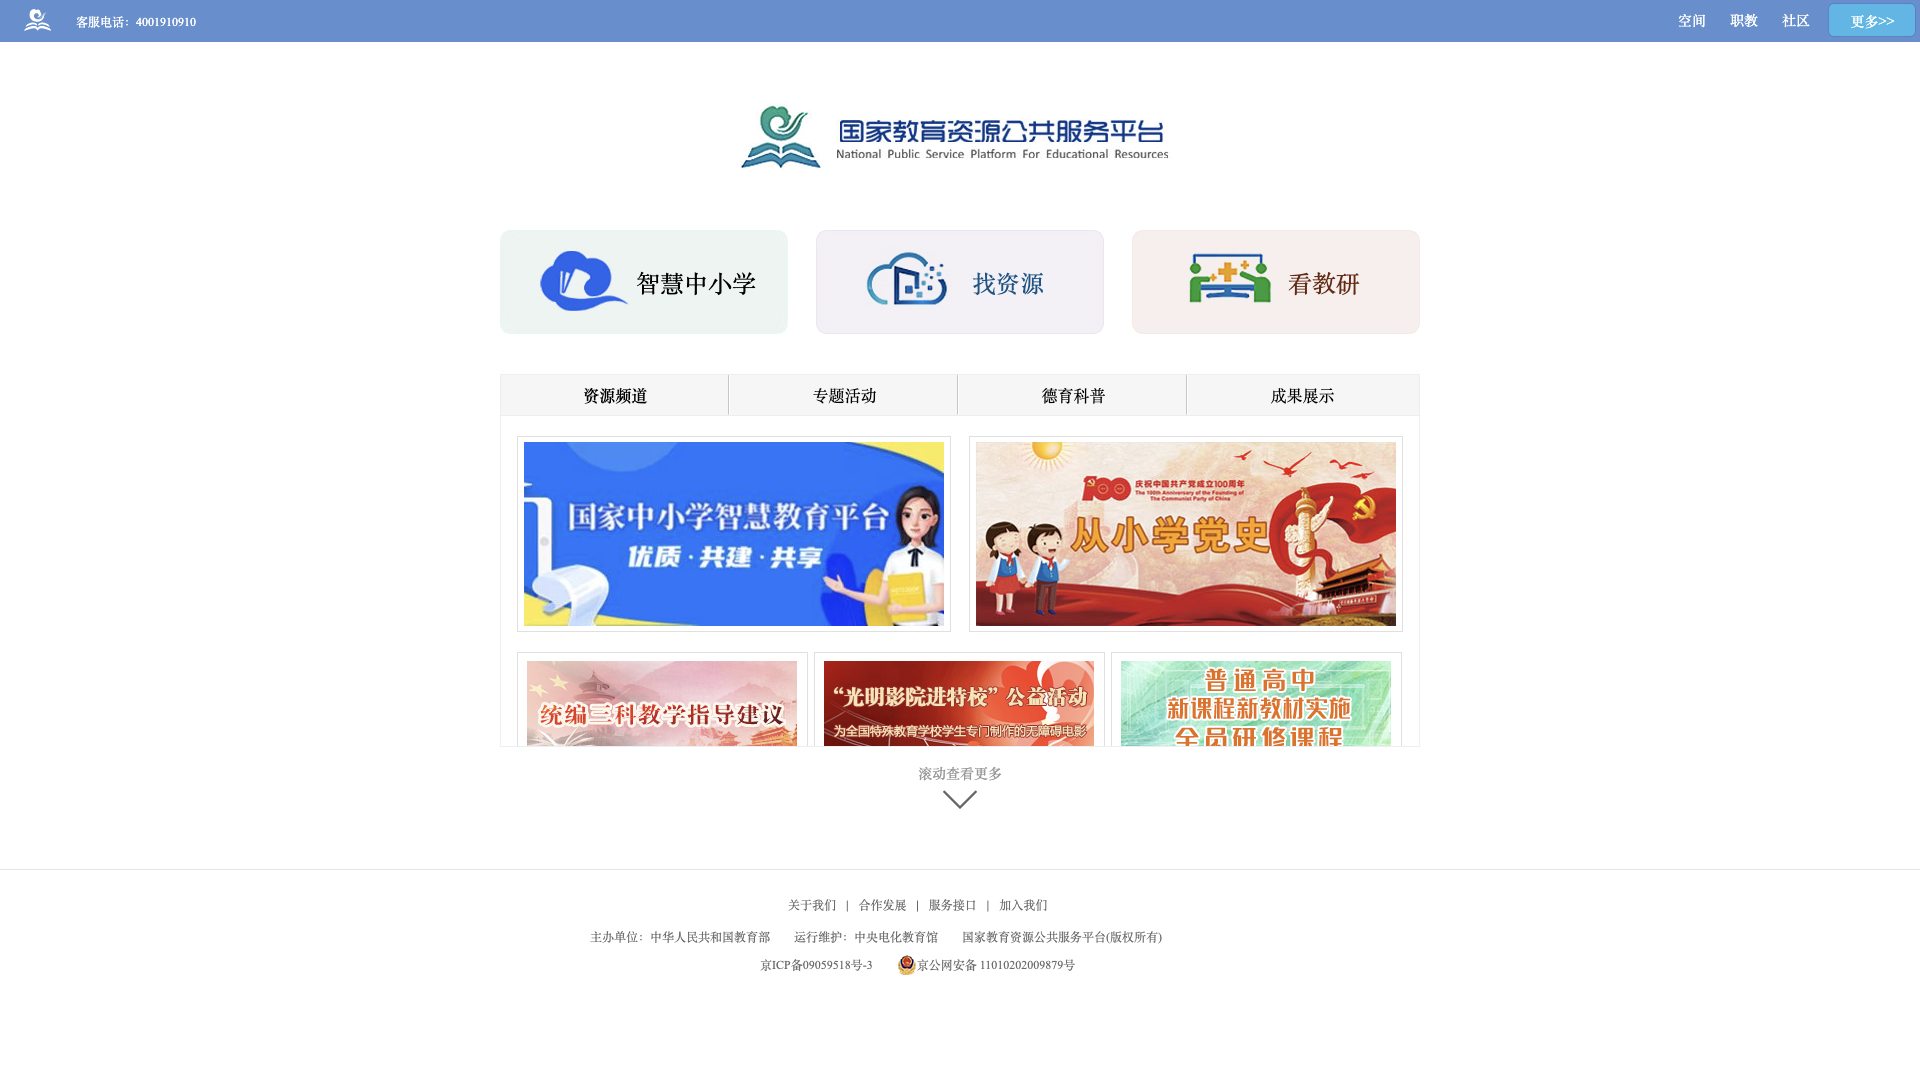 客服电话：4001910910
空间 职教 社区 更多>>
国家教育资源公共服务平台
National Public Service Platform For Educational Resources
智慧中小学
找资源
看教研
资源频道 专题活动 德育科普 成果展示
国家中小学智慧教育平台
优质·共建·共享
100 庆祝中国共产党成立100周年
The 100th Anniversary of the Founding of
The Communist Party of China
从小学党史
统编三科教学指导建议
“光明影院进特校”公益活动
为全国特殊教育学校学生专门制作的无障碍电影
普通高中
新课程新教材实施
全员研修课程
滚动查看更多
关于我们 | 合作发展 | 服务接口 | 加入我们
主办单位：中华人民共和国教育部 运行维护：中央电化教育馆 国家教育资源公共服务平台(版权所有)
京ICP备09059518号-3 京公网安备 11010202009879号